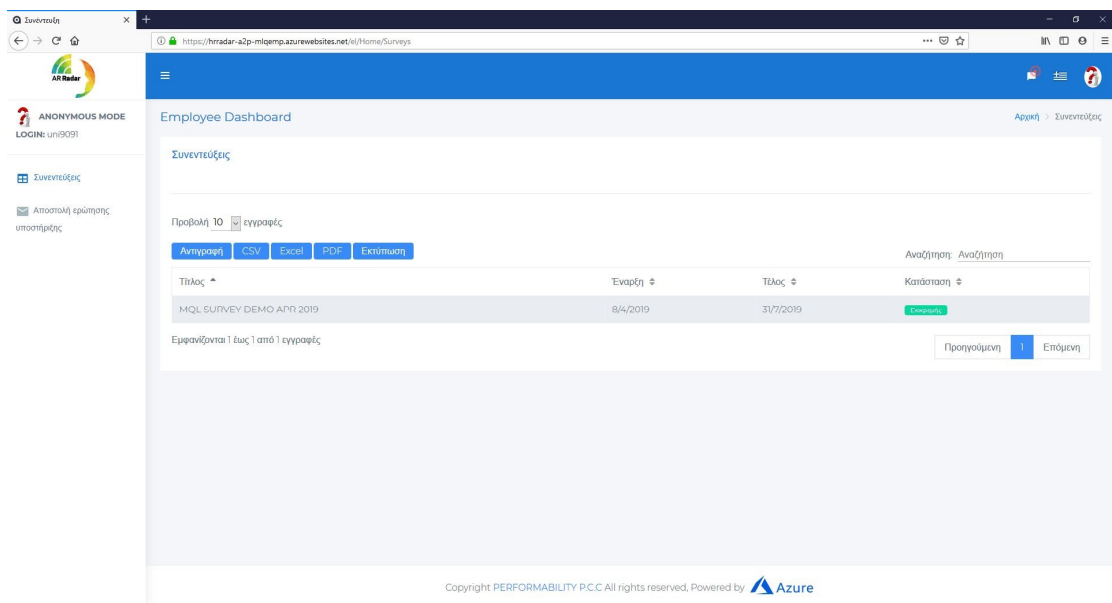 Συνέντευξη
https://hrradar-a2p-mlqemp.azurewebsites.net/el/Home/Surveys
AR Radar
ANONYMOUS MODE
LOGIN: uni9091
Συνεντεύξεις
Αποστολή ερώτησης
υποστήριξης
Employee Dashboard
Αρχική > Συνεντεύξεις
Συνεντεύξεις
Προβολή 10 εγγραφές
Αντιγραφή CSV Excel PDF Εκτύπωση
Αναζήτηση: Αναζήτηση
Τίτλος Έναρξη Τέλος Κατάσταση
MQL SURVEY DEMO APR 2019 8/4/2019 31/7/2019 Εκκρεμής
Εμφανίζονται 1 έως 1 από 1 εγγραφές
Προηγούμενη 1 Επόμενη
Copyright PERFORMABILITY P.C.C All rights reserved, Powered by Azure